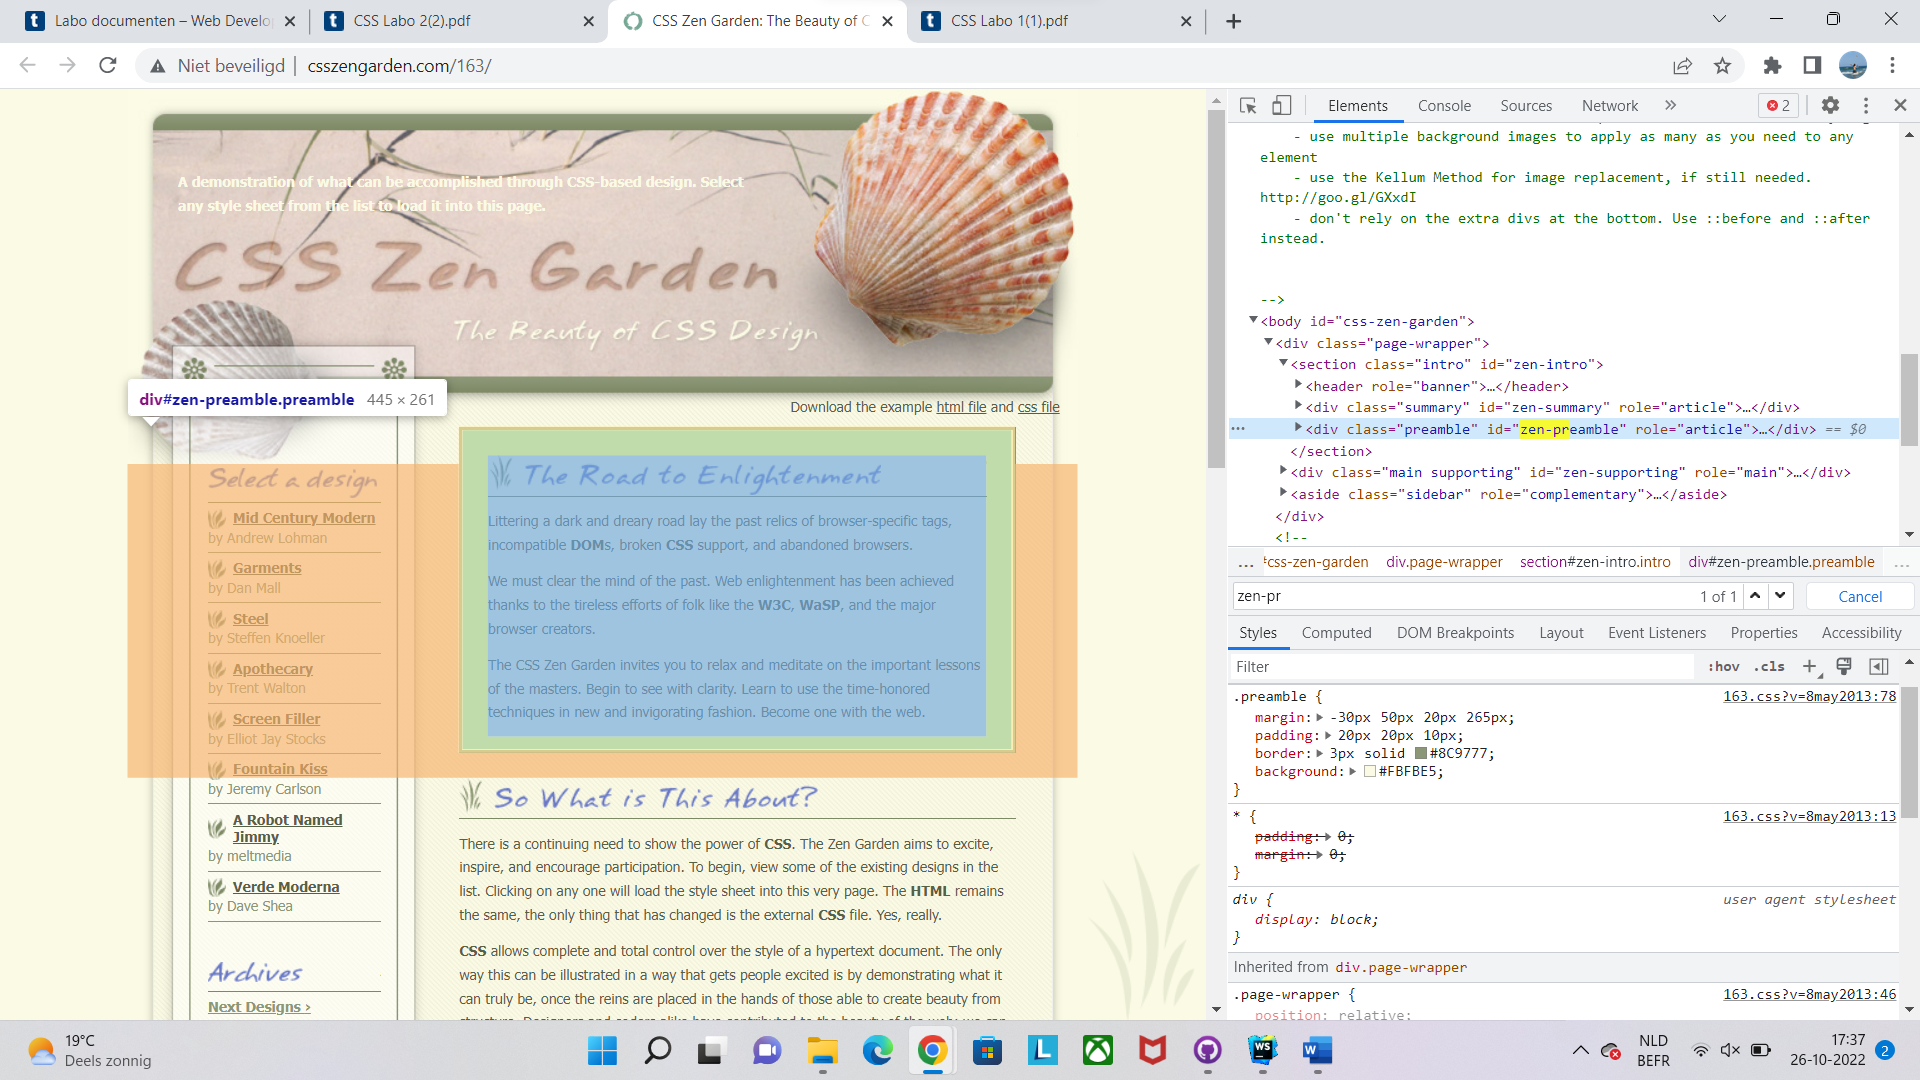 Labo documenten – Web Develo
CSS Labo 2(2).pdf
CSS Zen Garden: The Beauty of C
CSS Labo 1(1).pdf
Niet beveiligd
csszengarden.com/163/
A demonstration of what can be accomplished through CSS-based design. Select
any style sheet from the list to load it into this page.
CSS Zen Garden
The Beauty of CSS Design
div#zen-preamble.preamble 445 × 261
Download the example html file and css file
Select a design
Mid Century Modern
by Andrew Lohman
Garments
by Dan Mall
Steel
by Steffen Knoeller
Apothecary
by Trent Walton
Screen Filler
by Elliot Jay Stocks
Fountain Kiss
by Jeremy Carlson
A Robot Named
Jimmy
by meltmedia
Verde Moderna
by Dave Shea
Archives
Next Designs ›
The Road to Enlightenment
Littering a dark and dreary road lay the past relics of browser-specific tags,
incompatible DOMs, broken CSS support, and abandoned browsers.
We must clear the mind of the past. Web enlightenment has been achieved
thanks to the tireless efforts of folk like the W3C, WaSP, and the major
browser creators.
The CSS Zen Garden invites you to relax and meditate on the important lessons
of the masters. Begin to see with clarity. Learn to use the time-honored
techniques in new and invigorating fashion. Become one with the web.
So What is This About?
There is a continuing need to show the power of CSS. The Zen Garden aims to excite,
inspire, and encourage participation. To begin, view some of the existing designs in the
list. Clicking on any one will load the style sheet into this very page. The HTML remains
the same, the only thing that has changed is the external CSS file. Yes, really.
CSS allows complete and total control over the style of a hypertext document. The only
way this can be illustrated in a way that gets people excited is by demonstrating what it
can truly be, once the reins are placed in the hands of those able to create beauty from
Elements Console Sources Network » 2
- use multiple background images to apply as many as you need to any
element
- use the Kellum Method for image replacement, if still needed.
http://goo.gl/GXxdI
- don't rely on the extra divs at the bottom. Use ::before and ::after
instead.
-->
<body id="css-zen-garden">
<div class="page-wrapper">
<section class="intro" id="zen-intro">
<header role="banner">…</header>
<div class="summary" id="zen-summary" role="article">…</div>
<div class="preamble" id="zen-preamble" role="article">…</div> == $0
</section>
<div class="main supporting" id="zen-supporting" role="main">…</div>
<aside class="sidebar" role="complementary">…</aside>
</div>
<!--
... #css-zen-garden div.page-wrapper section#zen-intro.intro div#zen-preamble.preamble ...
zen-pr 1 of 1 Cancel
Styles Computed DOM Breakpoints Layout Event Listeners Properties Accessibility
Filter :hov .cls +
.preamble { 163.css?v=8may2013:78
margin: -30px 50px 20px 265px;
padding: 20px 20px 10px;
border: 3px solid #8C9777;
background: #FBFBE5;
}
* { 163.css?v=8may2013:13
padding: 0;
margin: 0;
}
div { user agent stylesheet
display: block;
}
Inherited from div.page-wrapper
.page-wrapper { 163.css?v=8may2013:46
position: relative;
19°C
Deels zonnig
NLD
BEFR
17:37
26-10-2022
2